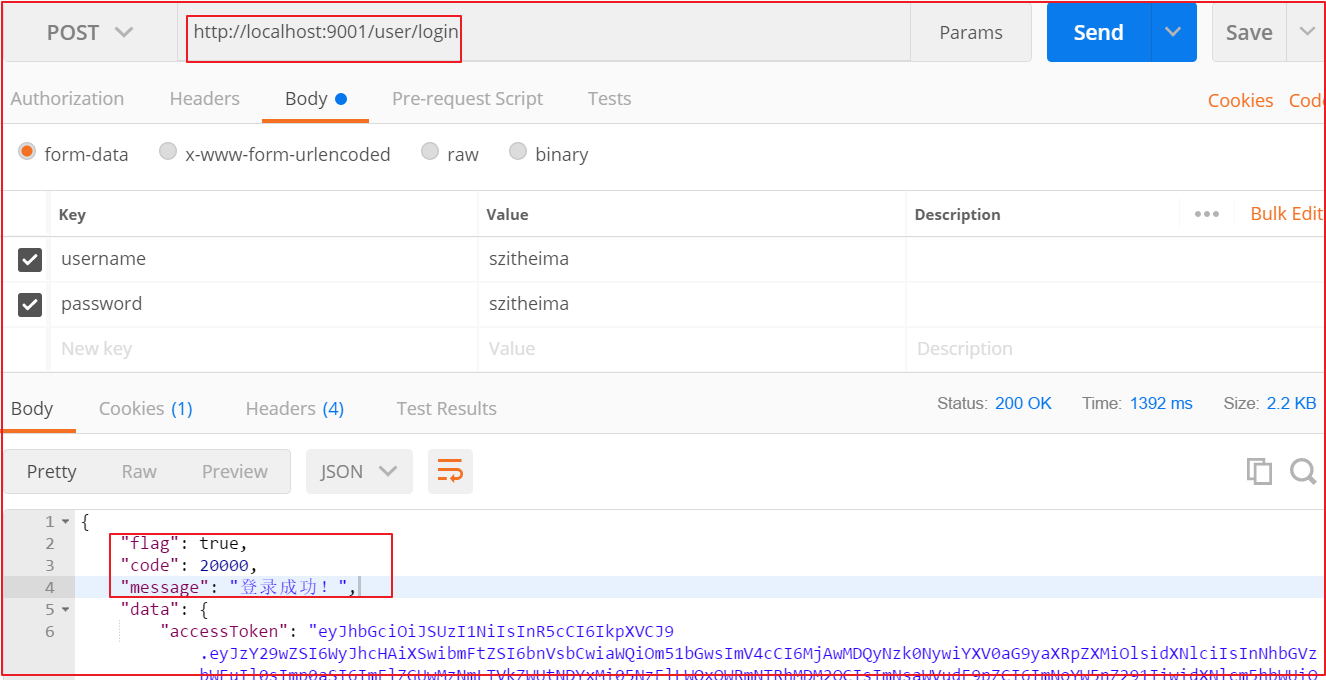 POST http://localhost:9001/user/login Params Send Save
Authorization Headers Body Pre-request Script Tests Cookies Code
form-data x-www-form-urlencoded raw binary
Key Value Description ••• Bulk Edit
username szitheima
password szitheima
New key Value Description
Body Cookies (1) Headers (4) Test Results Status: 200 OK Time: 1392 ms Size: 2.2 KB
Pretty Raw Preview JSON
1 {
2 "flag": true,
3 "code": 20000,
4 "message": "登录成功！",
5 "data": {
6 "accessToken": "eyJhbGciOiJSUzI1NiIsInR5cCI6IkpXVCJ9
.eyJzY29wZSI6WyJhcHAiXSwibmFtZSI6bnVsbCwiaWQiOm51bGwsImV4cCI6MjAwMDQyNzk0NywiYXV0aG9yaXRpZXMiOlsidXNlciIsInNhbGVz